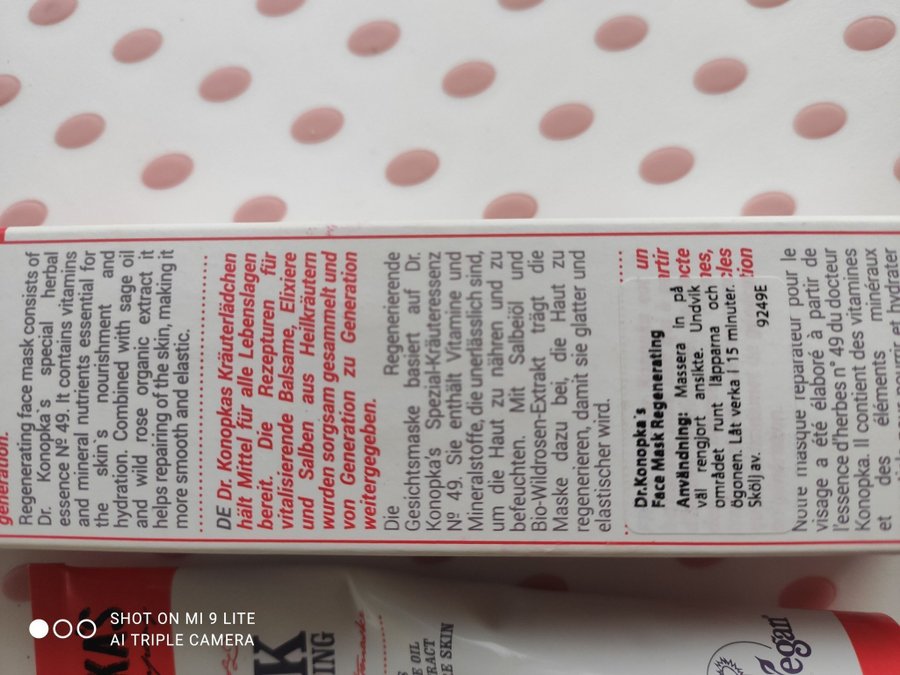 generation.
Regenerating face mask consists of
Dr. Konopka`s special herbal
essence Nº 49. It contains vitamins
and mineral nutrients essential for
the skin`s nourishment and
hydration. Combined with sage oil
and wild rose organic extract it
helps repairing of the skin, making it
more smooth and elastic.
DE Dr. Konopkas Kräuterlädchen
hält Mittel für alle Lebenslagen
bereit. Die Rezepturen für
vitalisierende Balsame, Elixiere
und Salben aus Heilkräutern
wurden sorgsam gesammelt und
von Generation zu Generation
weitergegeben.
Die Regenerierende
Gesichtsmaske basiert auf Dr.
Konopka's Spezial-Kräuteressenz
Nº 49. Sie enthält Vitamine und
Mineralstoffe, die unerlässlich sind,
um die Haut zu nähren und zu
befeuchten. Mit Salbeiöl und
Bio-Wildrosen-Extrakt trägt die
Maske dazu bei, die Haut zu
regenerieren, damit sie glatter und
elastischer wird.
un
Dr.Konopka`s
Face Mask Regenerating
Användning: Massera in på
väl rengjort ansikte. Undvik
området runt läpparna och
ögonen. Låt verka i 15 minuter.
Skölj av. 9249E
Notre masque réparateur pour le
visage a été élaboré à partir de
l'essence d'herbes n° 49 du docteur
Konopka. Il contient des vitamines
et des éléments minéraux
hydrater
OIL
SKIN
Vegan
SHOT ON MI 9 LITE
AI TRIPLE CAMERA